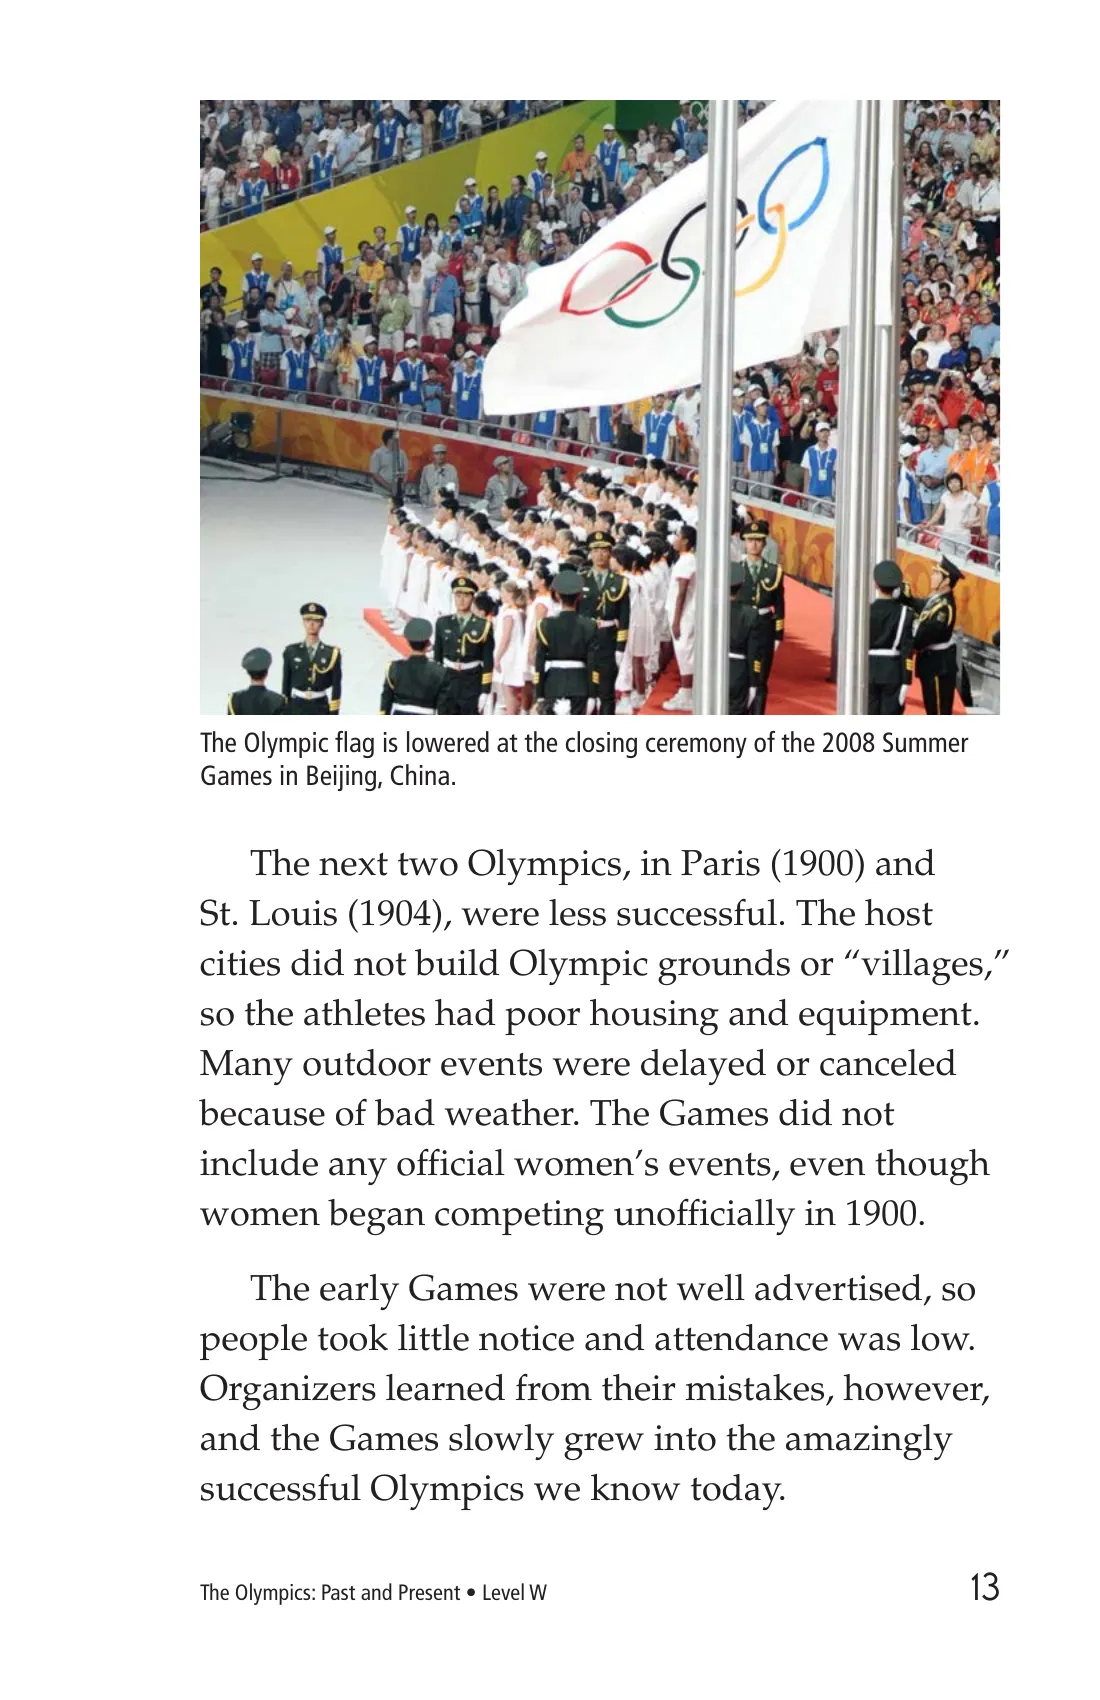 The Olympic flag is lowered at the closing ceremony of the 2008 Summer
Games in Beijing, China.
The next two Olympics, in Paris (1900) and
St. Louis (1904), were less successful. The host
cities did not build Olympic grounds or “villages,”
so the athletes had poor housing and equipment.
Many outdoor events were delayed or canceled
because of bad weather. The Games did not
include any official women’s events, even though
women began competing unofficially in 1900.
The early Games were not well advertised, so
people took little notice and attendance was low.
Organizers learned from their mistakes, however,
and the Games slowly grew into the amazingly
successful Olympics we know today.
The Olympics: Past and Present • Level W
13